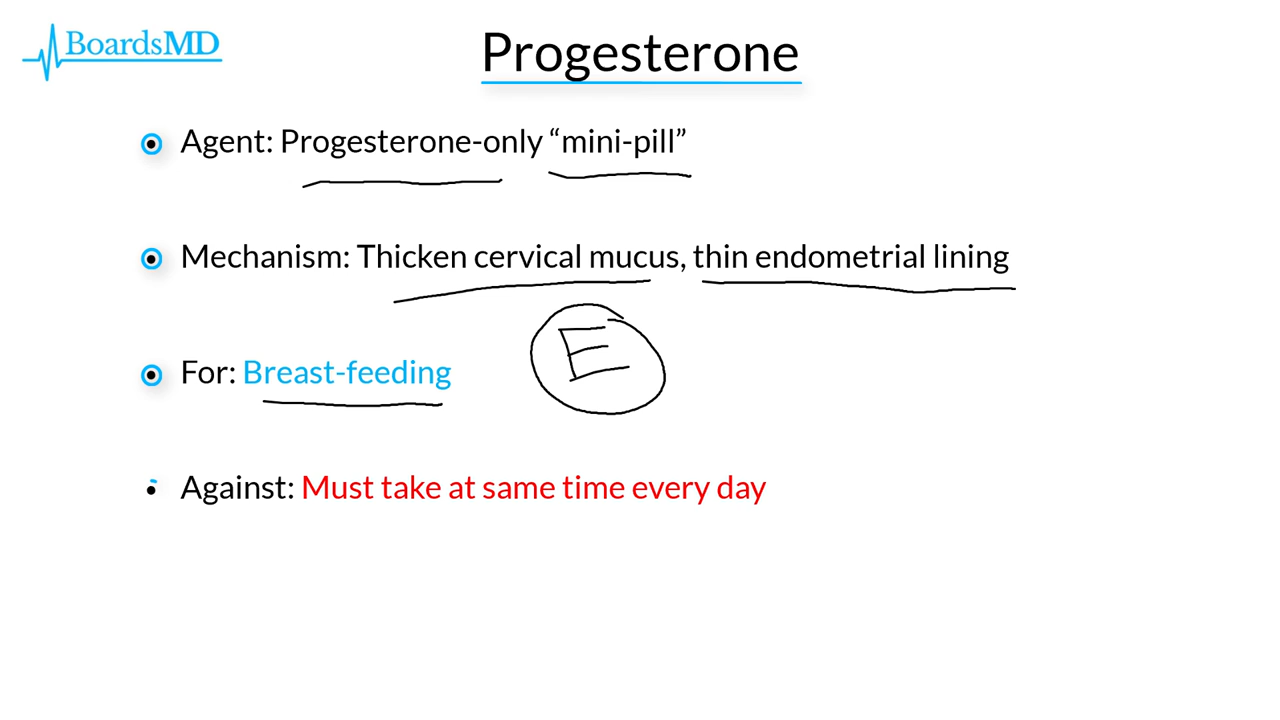 BoardsMD
Progesterone
Agent: Progesterone-only “mini-pill”
Mechanism: Thicken cervical mucus, thin endometrial lining
E
For: Breast-feeding
Against: Must take at same time every day